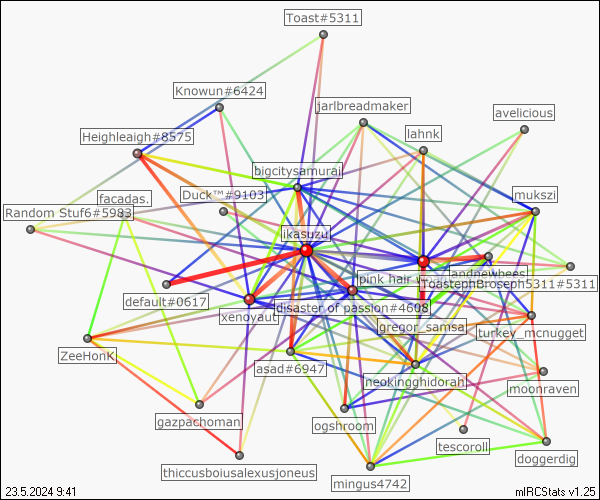 Toast#5311
Knowun#6424
jarlbreadmaker
avelicious
lahnk
Heighleaigh#8575
bigcitysamurai
facadas.
Duck™#9103
mukszi
Random Stuf6#5983
ikasuzu
pink hair
landnewbees
ToastephBroseph5311#5311
default#0617
disaster of passion#4608
xenoyaut
gregor_samsa
turkey_mcnugget
ZeeHonK
asad#6947
neokingghidorah
moonraven
gazpachoman
ogshroom
tescoroll
doggerdig
thiccusboiusalexusjoneus
mingus4742
23.5.2024 9:41
mIRCStats v1.25